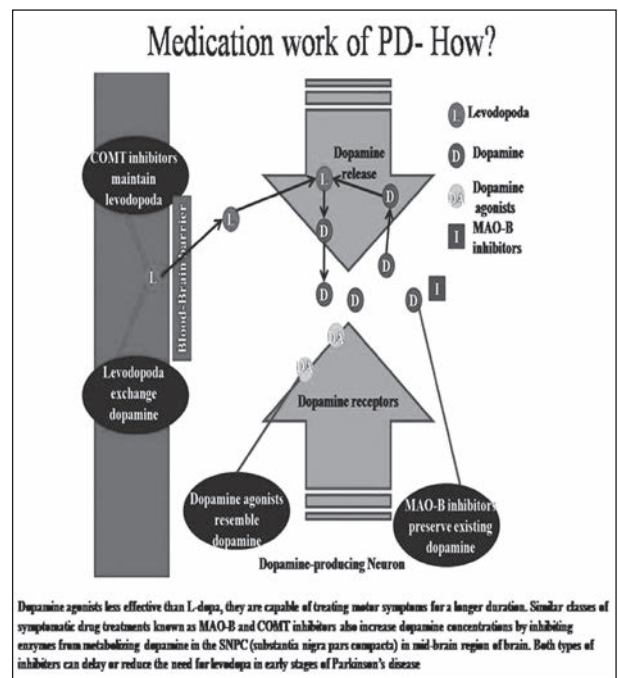 Medication work of PD- How?
COMT inhibitors
maintain
levodopoda
Blood-Brain barrier
L
L
L
D
D
D
D
D
D
I
DA
DA
Dopamine
release
Dopamine receptors
Levodopoda
exchange
dopamine
Dopamine agonists
resemble
dopamine
MAO-B inhibitors
preserve existing
dopamine
Dopamine-producing Neuron
L Levodopoda
D Dopamine
DA Dopamine
agonists
I MAO-B
inhibitors
Dopamine agonists less effective than L-dopa, they are capable of treating motor symptoms for a longer duration. Similar classes of
symptomatic drug treatments known as MAO-B and COMT inhibitors also increase dopamine concentrations by inhibiting
enzymes from metabolizing dopamine in the SNPC (substantia nigra pars compacta) in mid-brain region of brain. Both types of
inhibiters can delay or reduce the need for levodopa in early stages of Parkinson's disease